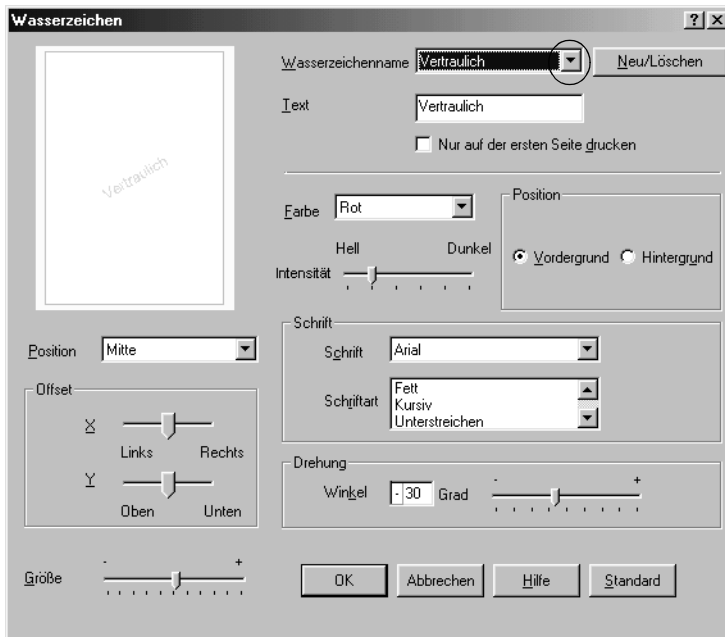 Wasserzeichen
? X
Vertraulich
Wasserzeichenname Vertraulich Neu/Löschen
Text Vertraulich
Nur auf der ersten Seite drucken
Farbe Rot
Hell Dunkel
Intensität
Position
Vordergrund Hintergrund
Position Mitte
Offset
X
Links Rechts
Y
Oben Unten
Schrift
Schrift Arial
Schriftart Fett
Kursiv
Unterstreichen
Drehung
Winkel -30 Grad - +
Größe - +
OK Abbrechen Hilfe Standard